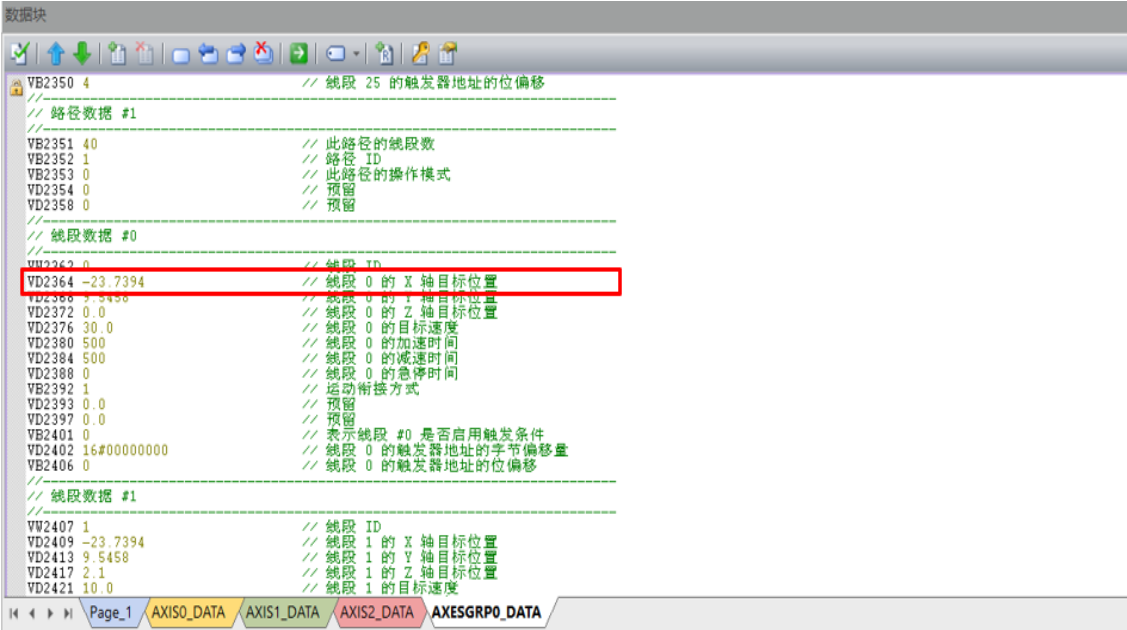 数据块
VB2350 4 // 线段 25 的触发器地址的位偏移
//------------------------------------------------------------
// 路径数据 #1
//------------------------------------------------------------
VB2351 40 // 此路径的线段数
VB2352 1 // 路径 ID
VB2353 0 // 此路径的操作模式
VD2354 0 // 预留
VD2358 0 // 预留
//------------------------------------------------------------
// 线段数据 #0
//------------------------------------------------------------
VW2362 0 // 线段 ID
VD2364 -23.7394 // 线段 0 的 X 轴目标位置
VD2368 9.5458 // 线段 0 的 Y 轴目标位置
VD2372 0.0 // 线段 0 的 Z 轴目标位置
VD2376 30.0 // 线段 0 的目标速度
VD2380 500 // 线段 0 的加速时间
VD2384 500 // 线段 0 的减速时间
VD2388 0 // 线段 0 的急停时间
VB2392 1 // 运动衔接方式
VD2393 0.0 // 预留
VD2397 0.0 // 预留
VB2401 0 // 表示线段 #0 是否启用触发条件
VD2402 16#00000000 // 线段 0 的触发器地址的字节偏移量
VB2406 0 // 线段 0 的触发器地址的位偏移
//------------------------------------------------------------
// 线段数据 #1
//------------------------------------------------------------
VW2407 1 // 线段 ID
VD2409 -23.7394 // 线段 1 的 X 轴目标位置
VD2413 9.5458 // 线段 1 的 Y 轴目标位置
VD2417 2.1 // 线段 1 的 Z 轴目标位置
VD2421 10.0 // 线段 1 的目标速度
Page_1 AXIS0_DATA AXIS1_DATA AXIS2_DATA AXESGRP0_DATA